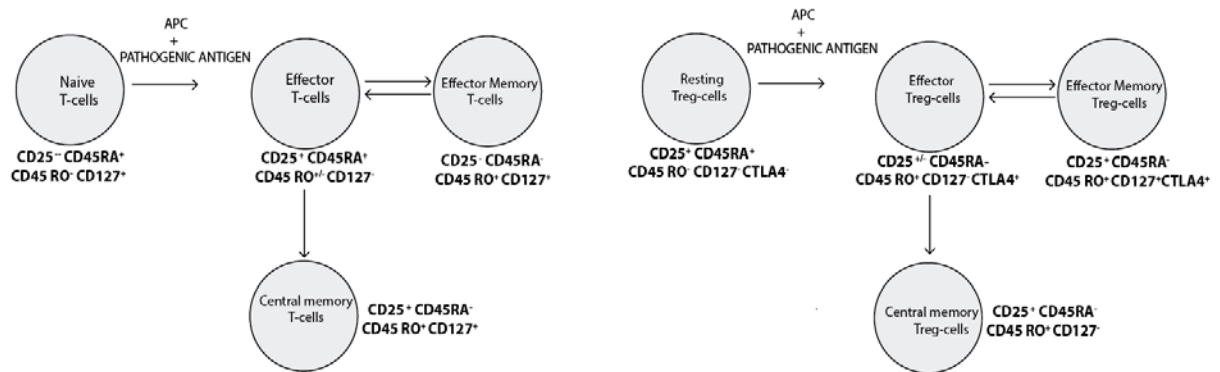 APC
+
PATHOGENIC ANTIGEN
Naive
T-cells
CD25⁻ CD45RA⁺
CD45 RO⁻ CD127⁺
Effector
T-cells
CD25⁺ CD45RA⁺
CD45 RO⁺/⁻ CD127⁻
Effector Memory
T-cells
CD25⁻ CD45RA⁻
CD45 RO⁺ CD127⁺
Central memory
T-cells
CD25⁺ CD45RA⁻
CD45 RO⁺ CD127⁺
APC
+
PATHOGENIC ANTIGEN
Resting
Treg-cells
CD25⁺ CD45RA⁺
CD45 RO⁻ CD127⁻ CTLA4⁻
Effector
Treg-cells
CD25⁺/⁻ CD45RA-
CD45 RO⁺ CD127⁻ CTLA4⁺
Effector Memory
Treg-cells
CD25⁺ CD45RA⁻
CD45 RO⁺ CD127⁺CTLA4⁺
Central memory
Treg-cells
CD25⁺ CD45RA⁻
CD45 RO⁺ CD127⁻